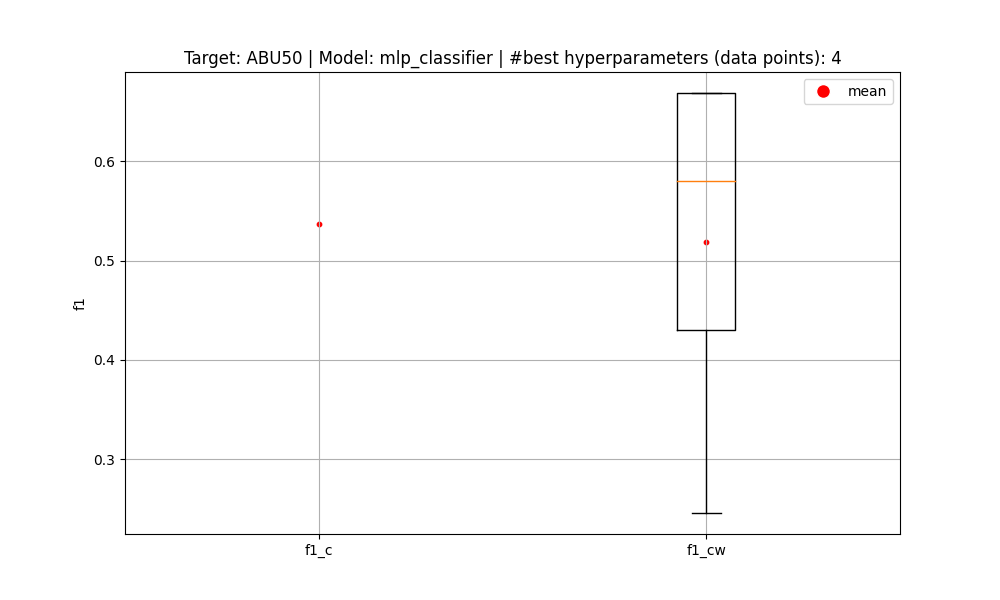 Target: ABU50 | Model: mlp_classifier | #best hyperparameters (data points): 4
mean
0.6
0.5
0.4
0.3
f1
f1_c
f1_cw